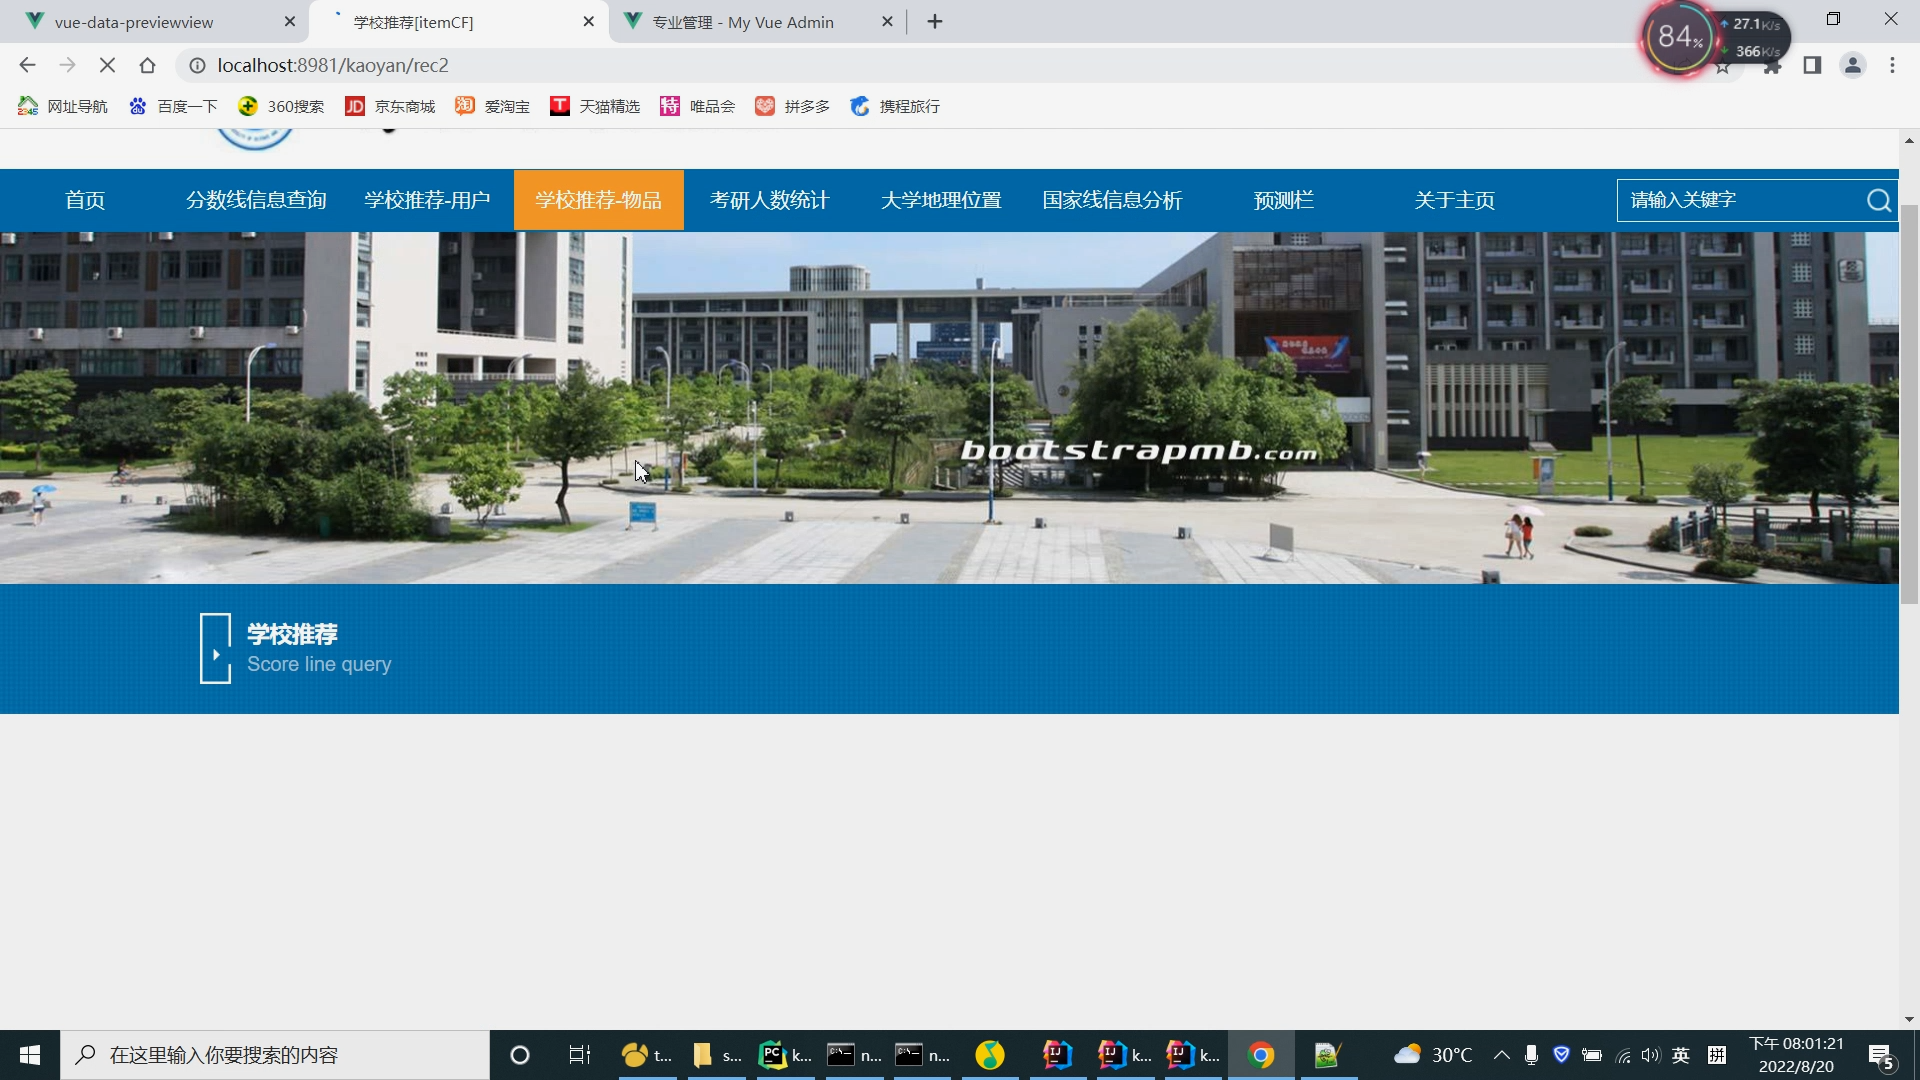 vue-data-previewview
学校推荐[itemCF]
专业管理 - My Vue Admin
84%
27.1K/s
366K/s
localhost:8981/kaoyan/rec2
网址导航
百度一下
360搜索
京东商城
爱淘宝
天猫精选
唯品会
拼多多
携程旅行
首页
分数线信息查询
学校推荐-用户
学校推荐-物品
考研人数统计
大学地理位置
国家线信息分析
预测栏
关于主页
请输入关键字
bootstrapmb.com
学校推荐
Score line query
在这里输入你要搜索的内容
t...
s...
k...
n...
n...
k...
k...
30°C
英
拼
下午 08:01:21
2022/8/20
5